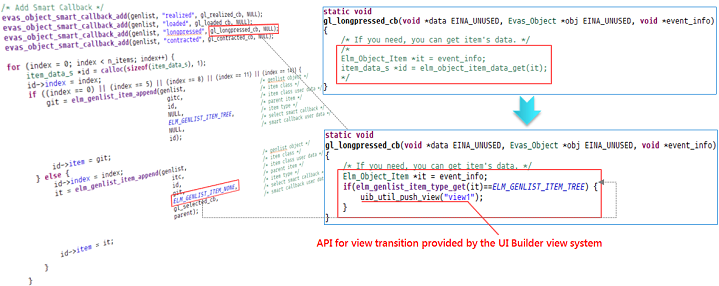 /* Add Smart Callback */
evas_object_smart_callback_add(genlist, "realized", gl_realized_cb, NULL);
evas_object_smart_callback_add(genlist, "loaded", gl_loaded_cb, NULL);
evas_object_smart_callback_add(genlist, "longpressed", gl_longpressed_cb, NULL);
evas_object_smart_callback_add(genlist, "contracted", gl_contracted_cb, NULL);
for (index = 0; index < n_items; index++) {
item_data_s *id = calloc(sizeof(item_data_s), 1);
id->index = index;
if ((index == 0) || (index == 5) || (index == 8) || (index == 11) || (index == 18)) {
git = elm_genlist_item_append(genlist, /* genlist object */
gitc, /* item class */
id, /* item class user data */
NULL, /* parent item */
ELM_GENLIST_ITEM_TREE, /* item type */
NULL, /* select smart callback */
id); /* smart callback user data */
id->item = git;
} else {
id->index = index;
it = elm_genlist_item_append(genlist, /* genlist object */
itc, /* item class */
id, /* item class user data */
git, /* parent item */
ELM_GENLIST_ITEM_NONE, /* item type */
gl_selected_cb, /* select smart callback */
parent); /* smart callback user data */
id->item = it;
}
}
static void
gl_longpressed_cb(void *data EINA_UNUSED, Evas_Object *obj EINA_UNUSED, void *event_info)
{
/* If you need, you can get item's data. */
/*
Elm_Object_Item *it = event_info;
item_data_s *id = elm_object_item_data_get(it);
*/
}
static void
gl_longpressed_cb(void *data EINA_UNUSED, Evas_Object *obj EINA_UNUSED, void *event_info)
{
/* If you need, you can get item's data. */
Elm_Object_Item *it = event_info;
if(elm_genlist_item_type_get(it)==ELM_GENLIST_ITEM_TREE) {
uib_util_push_view("view1");
}
}
API for view transition provided by the UI Builder view system